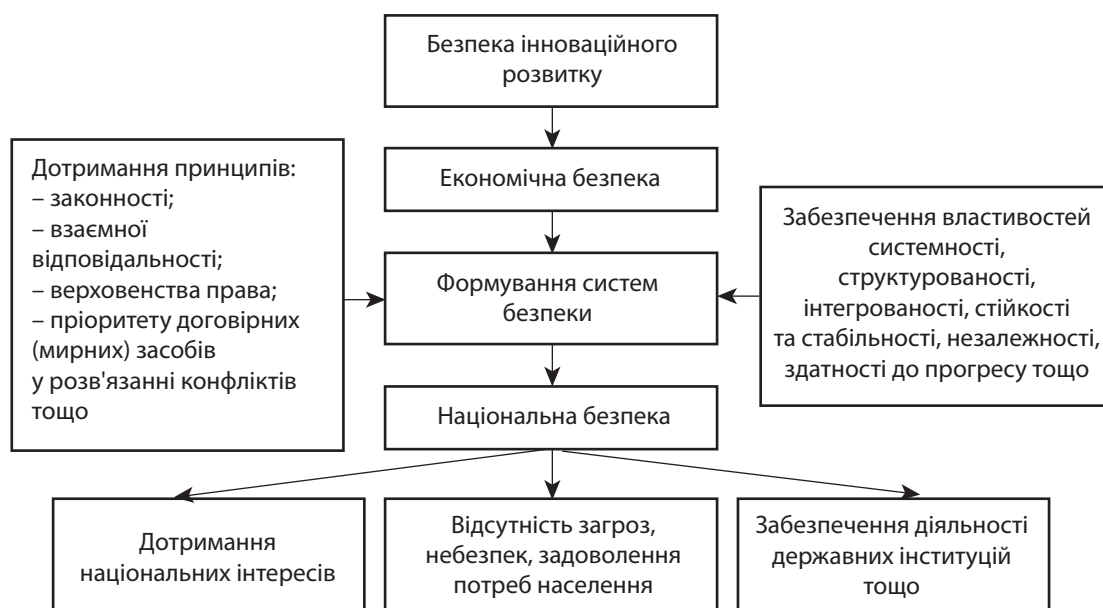 Безпека інноваційного
розвитку
Дотримання принципів:
– законності;
– взаємної
відповідальності;
– верховенства права;
– пріоритету договірних
(мирних) засобів
у розв'язанні конфліктів
тощо
Економічна безпека
Формування систем
безпеки
Забезпечення властивостей
системності,
структурованості,
інтегрованості, стійкості
та стабільності, незалежності,
здатності до прогресу тощо
Національна безпека
Дотримання
національних інтересів
Відсутність загроз,
небезпек, задоволення
потреб населення
Забезпечення діяльності
державних інституцій
тощо